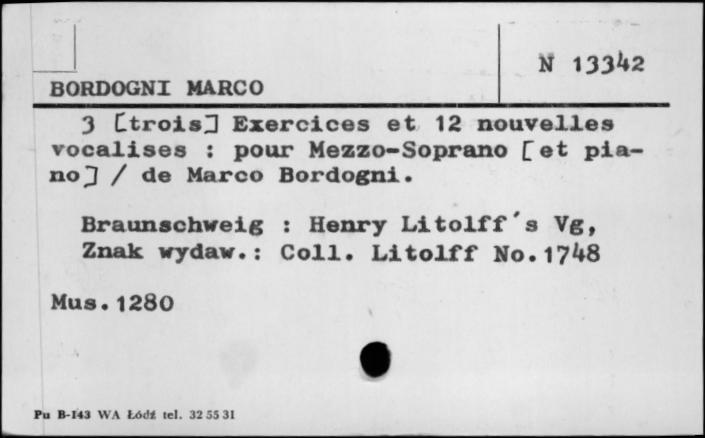 N 13342
BORDOGNI MARCO
3 [trois] Exercices et 12 nouvelles
vocalises : pour Mezzo-Soprano [et pia-
no] / de Marco Bordogni.
Braunschweig : Henry Litolff's Vg,
Znak wydaw.: Coll. Litolff No.1748
Mus.1280
Pu B-143 WA Łódź tel. 32 55 31